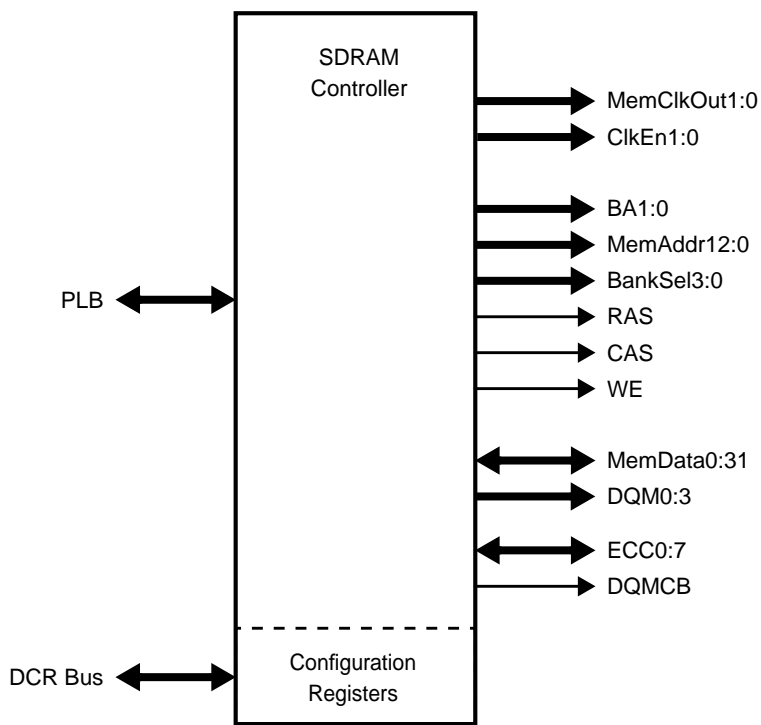 SDRAM
Controller
MemClkOut1:0
ClkEn1:0
BA1:0
MemAddr12:0
BankSel3:0
PLB
RAS
CAS
WE
MemData0:31
DQM0:3
ECC0:7
DQMCB
DCR Bus
Configuration
Registers